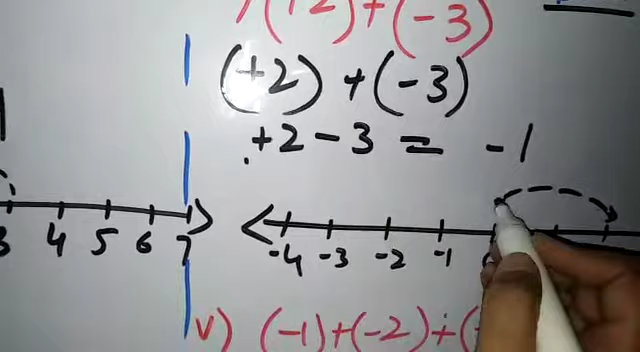 (+2) + (-3)
(+2) + (-3)
+2 - 3 = -1
3 4 5 6 7
-4 -3 -2 -1
v) (-1)+(-2)+(